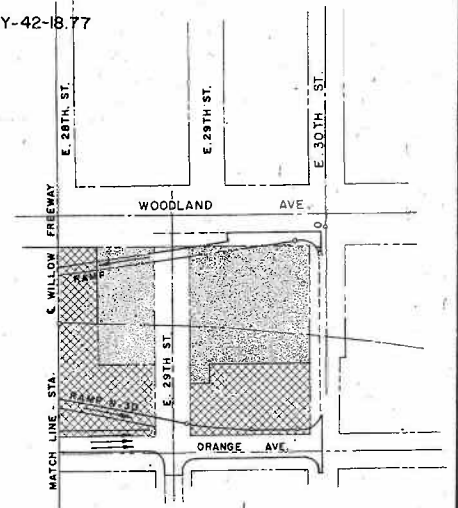 Y-42-18.77
E. 28TH ST.
E. 29TH ST.
E. 30TH ST.
WOODLAND AVE.
℄ WILLOW FREEWAY
RAMP
E. 29TH ST.
RAMP N-3D
MATCH LINE - STA.
ORANGE AVE.